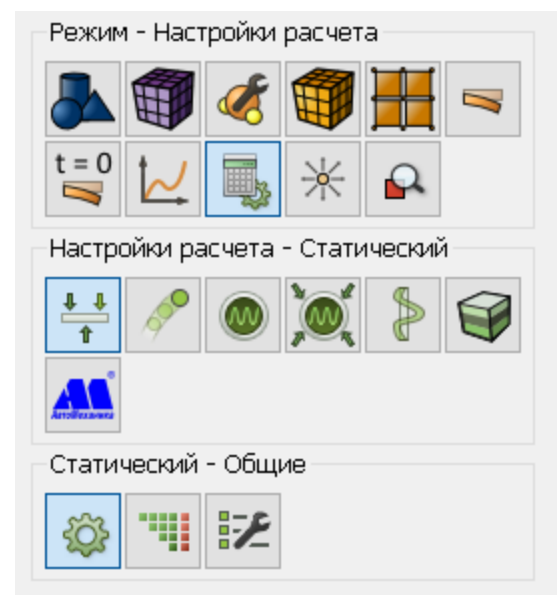 Режим - Настройки расчета
t = 0
Настройки расчета - Статический
АвтоМеханика
Статический - Общие